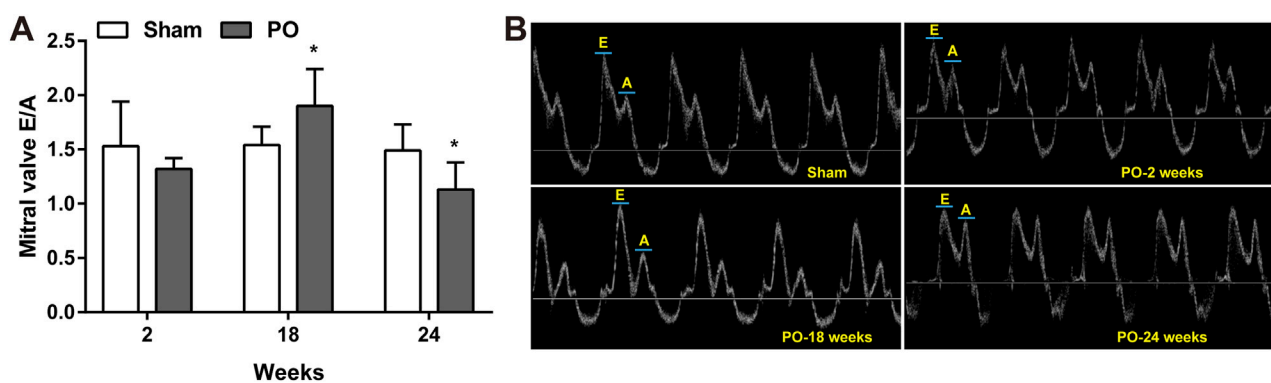 A
Sham PO
Mitral valve E/A
2.5
2.0
1.5
1.0
0.5
0.0
*
*
2 18 24
Weeks
B
E
A
Sham
E
A
PO-2 weeks
E
A
PO-18 weeks
E
A
PO-24 weeks